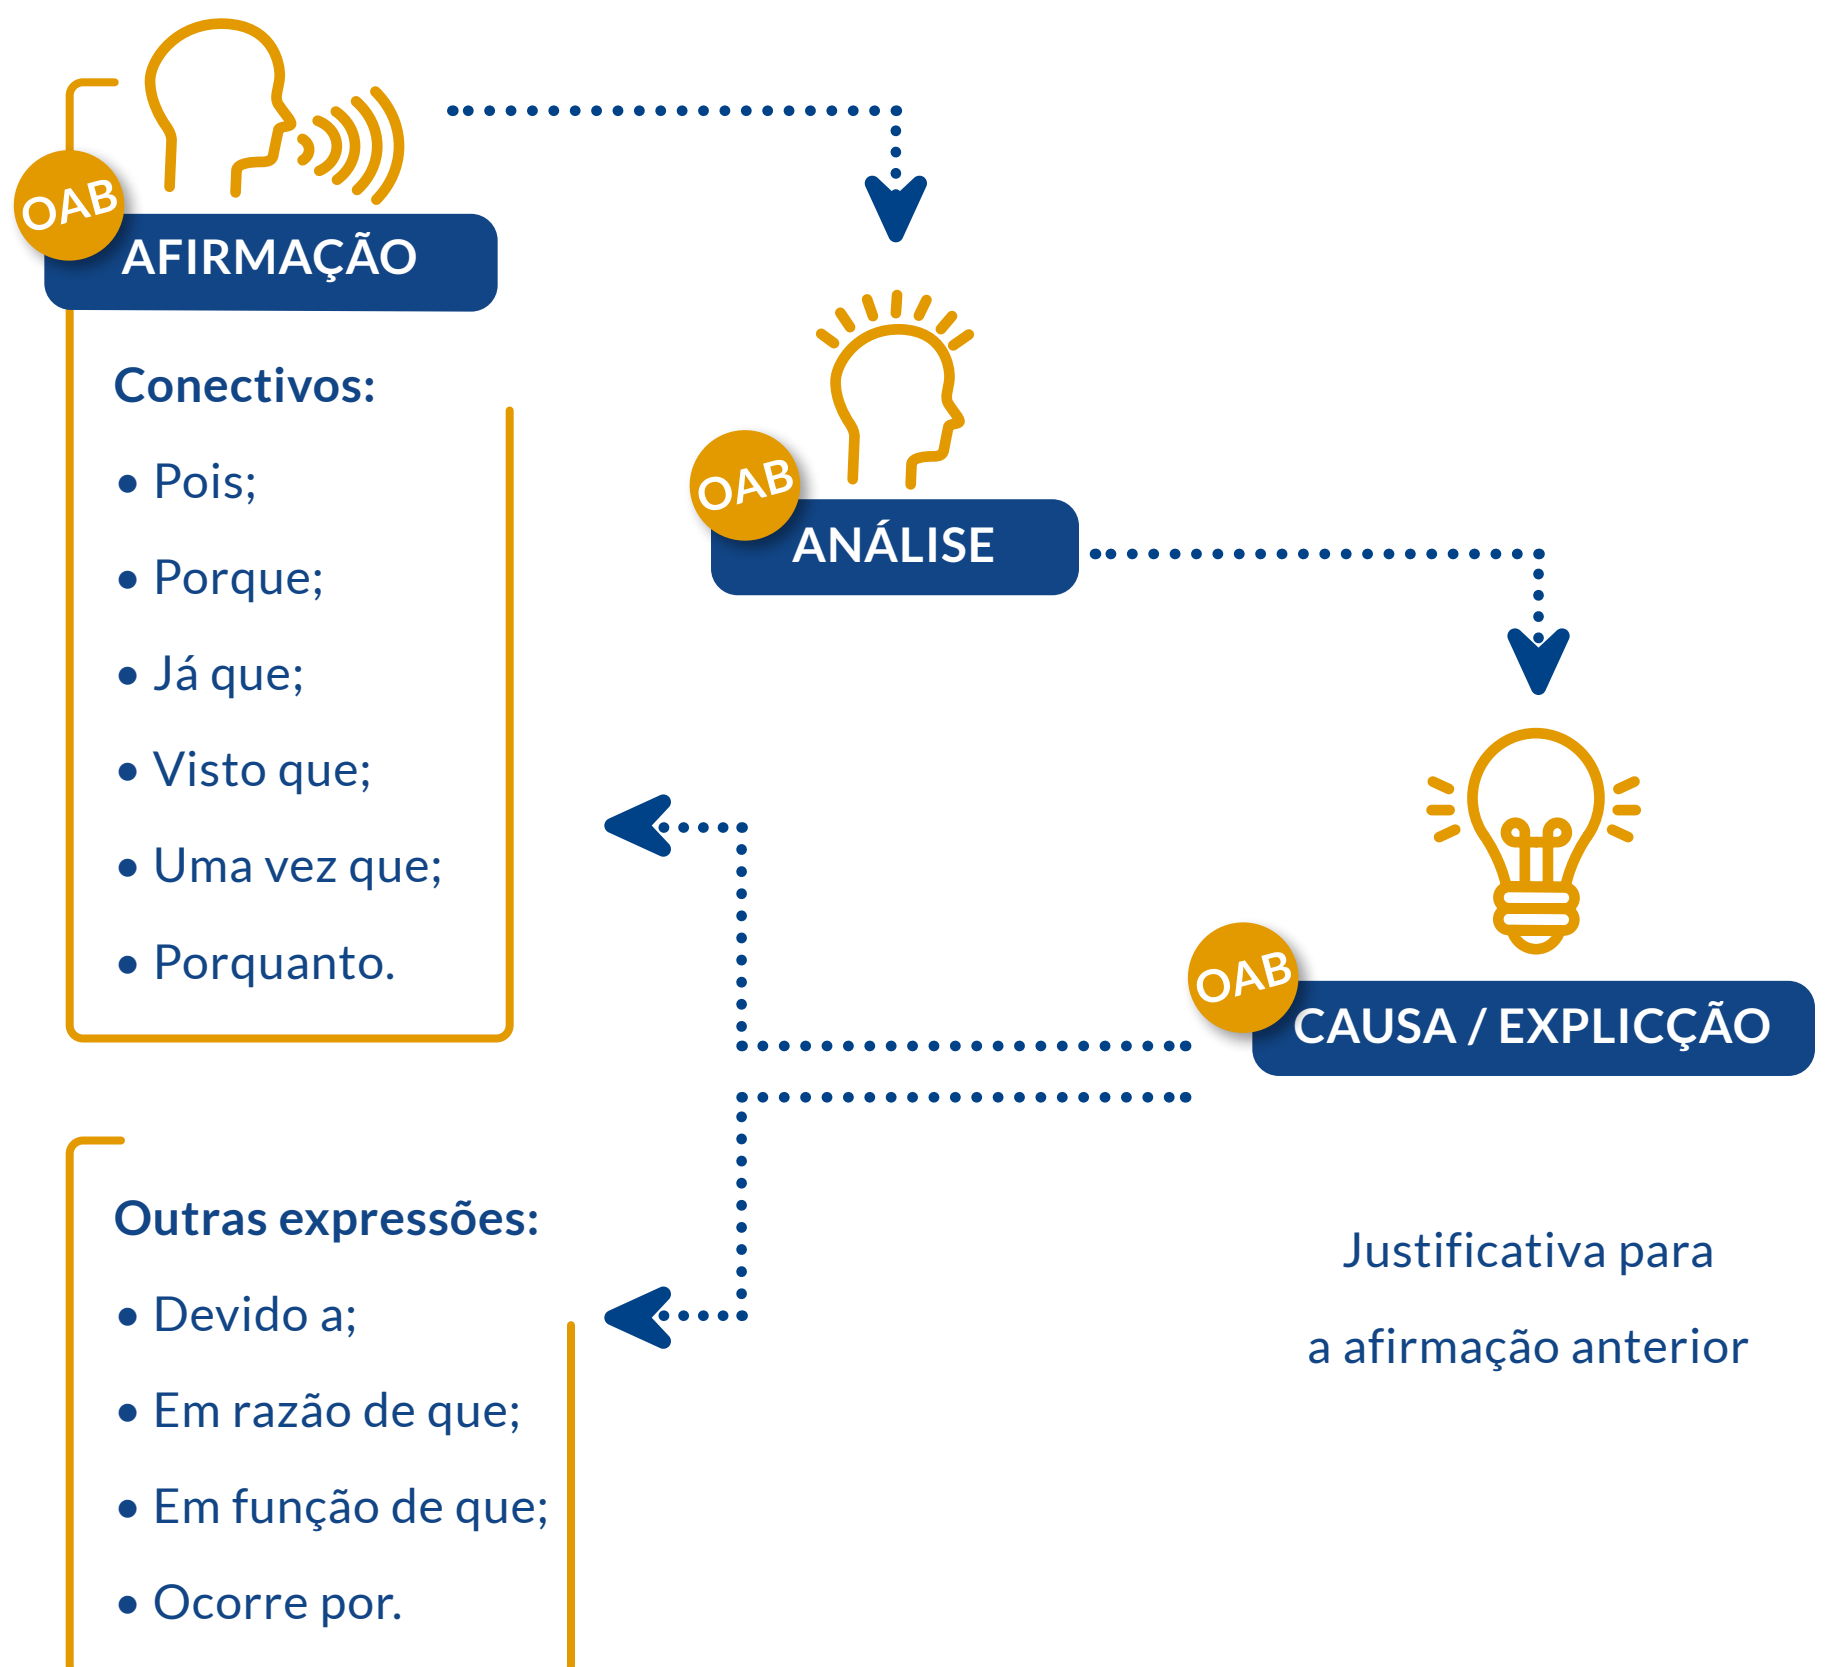 OAB
AFIRMAÇÃO
Conectivos:
• Pois;
• Porque;
• Já que;
• Visto que;
• Uma vez que;
• Porquanto.
OAB
ANÁLISE
OAB
CAUSA / EXPLICÇÃO
Justificativa para
a afirmação anterior
Outras expressões:
• Devido a;
• Em razão de que;
• Em função de que;
• Ocorre por.